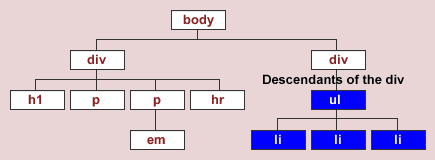 body
div div
Descendants of the div
h1 p p hr ul
em li li li